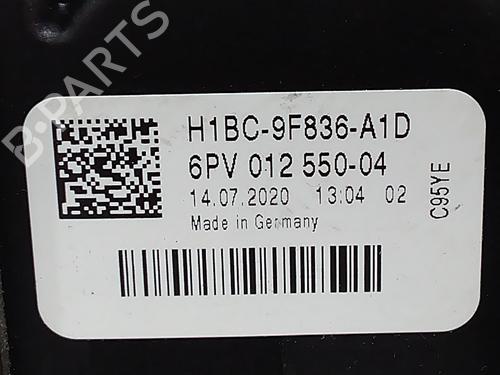 B-PARTS
H1BC-9F836-A1D
6PV 012 550-04
14.07.2020 13:04 02
Made in Germany
C95YE